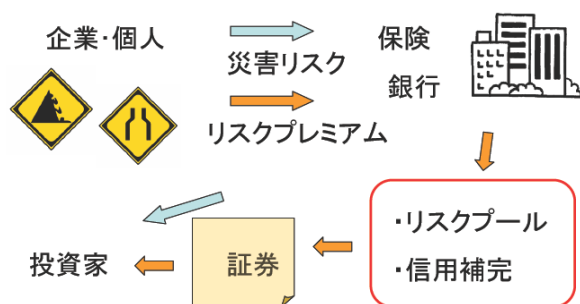 企業・個人
災害リスク
保険
銀行
リスクプレミアム
・リスクプール
・信用補完
証券
投資家